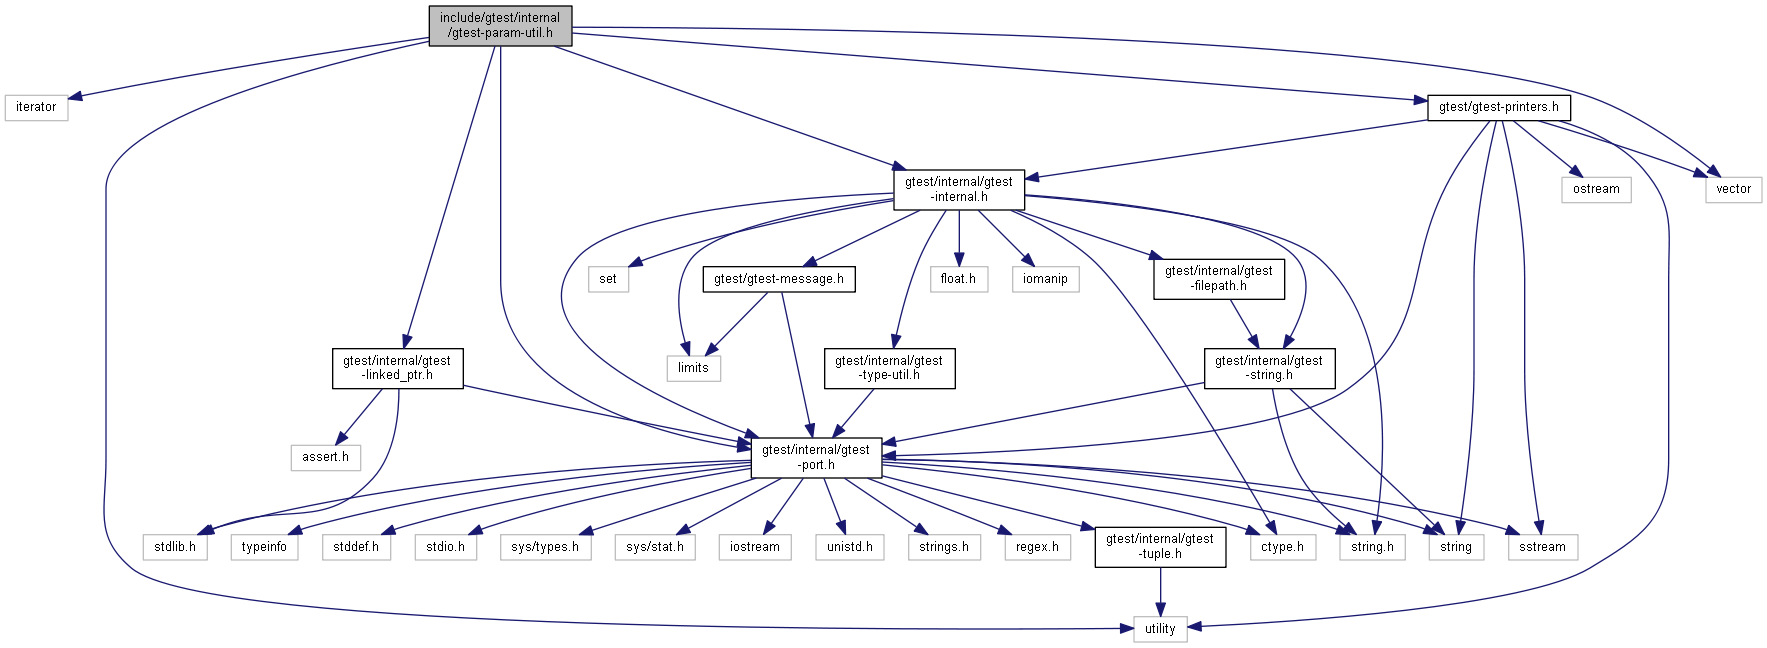 include/gtest/internal
/gtest-param-util.h
iterator
gtest/gtest-printers.h
gtest/internal/gtest
-internal.h
ostream
vector
set
gtest/gtest-message.h
float.h
iomanip
gtest/internal/gtest
-filepath.h
gtest/internal/gtest
-linked_ptr.h
limits
gtest/internal/gtest
-type-util.h
gtest/internal/gtest
-string.h
assert.h
gtest/internal/gtest
-port.h
stdlib.h
typeinfo
stddef.h
stdio.h
sys/types.h
sys/stat.h
iostream
unistd.h
strings.h
regex.h
gtest/internal/gtest
-tuple.h
ctype.h
string.h
string
sstream
utility